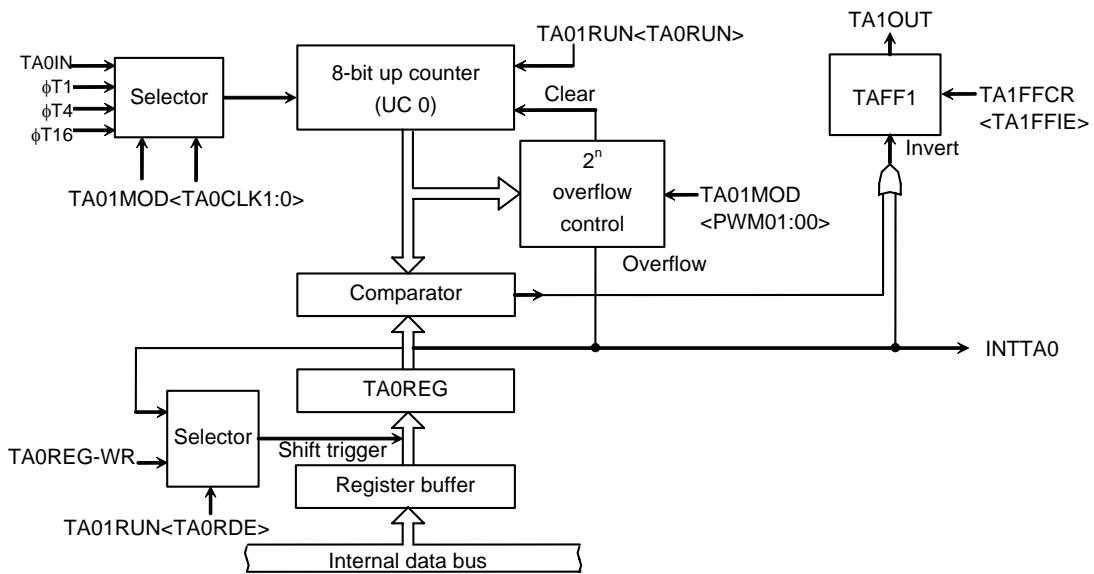 TA1OUT
TA01RUN<TA0RUN>
TA0IN
ϕT1
ϕT4
ϕT16
Selector
8-bit up counter
(UC 0)
Clear
TAFF1
TA1FFCR
<TA1FFIE>
Invert
TA01MOD<TA0CLK1:0>
2ⁿ
overflow
control
TA01MOD
<PWM01:00>
Overflow
Comparator
INTTA0
TA0REG
Selector
Shift trigger
TA0REG-WR
Register buffer
TA01RUN<TA0RDE>
Internal data bus